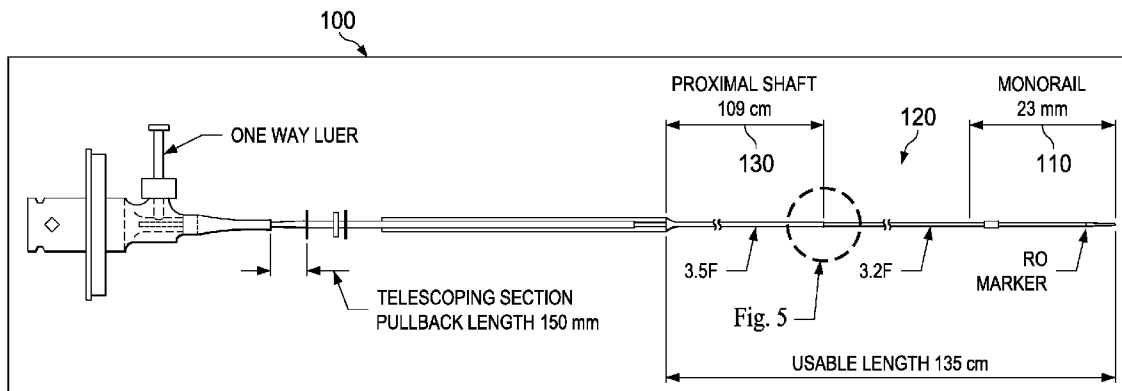 100
PROXIMAL SHAFT
109 cm
MONORAIL
23 mm
120
ONE WAY LUER
130
110
3.5F
3.2F
RO
MARKER
TELESCOPING SECTION
PULLBACK LENGTH 150 mm
Fig. 5
USABLE LENGTH 135 cm